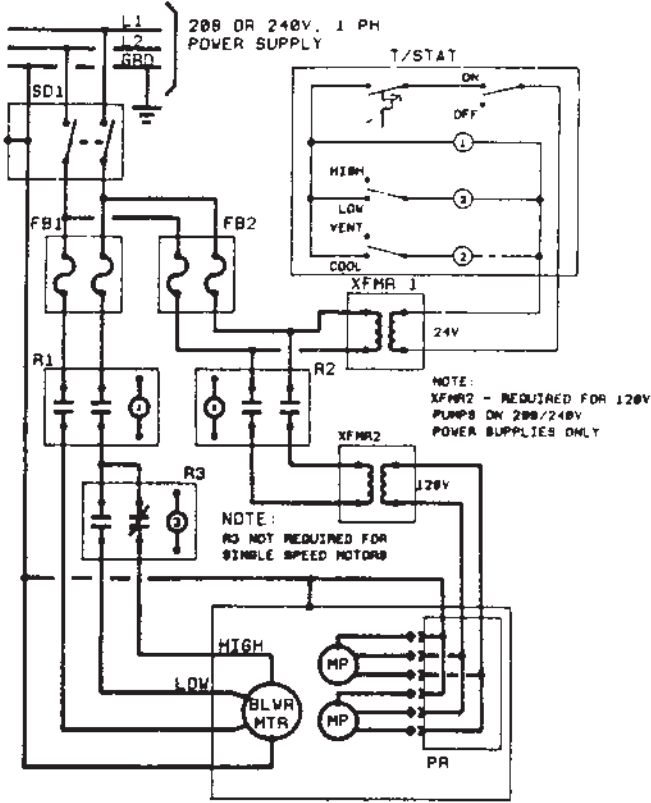 L1
208 OR 240V, 1 PH
L2
POWER SUPPLY
GRD
T/STAT
SD1
ON
OFF
1
HIGH
LOW
3
VENT
COOL
2
FB1
FB2
XFMR 1
24V
R1
R2
1
2
NOTE:
XFMR2 - REQUIRED FOR 120V
PUMPS ON 208/240V
POWER SUPPLIES ONLY
XFMR2
120V
R3
3
NOTE:
R3 NOT REQUIRED FOR
SINGLE SPEED MOTORS
HIGH
LOW
BLWR
MTR
MP
MP
PR